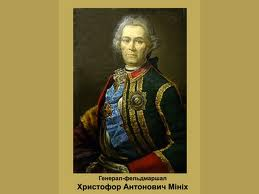 Генерал-фельдмаршал
Христофор Антонович Мініх